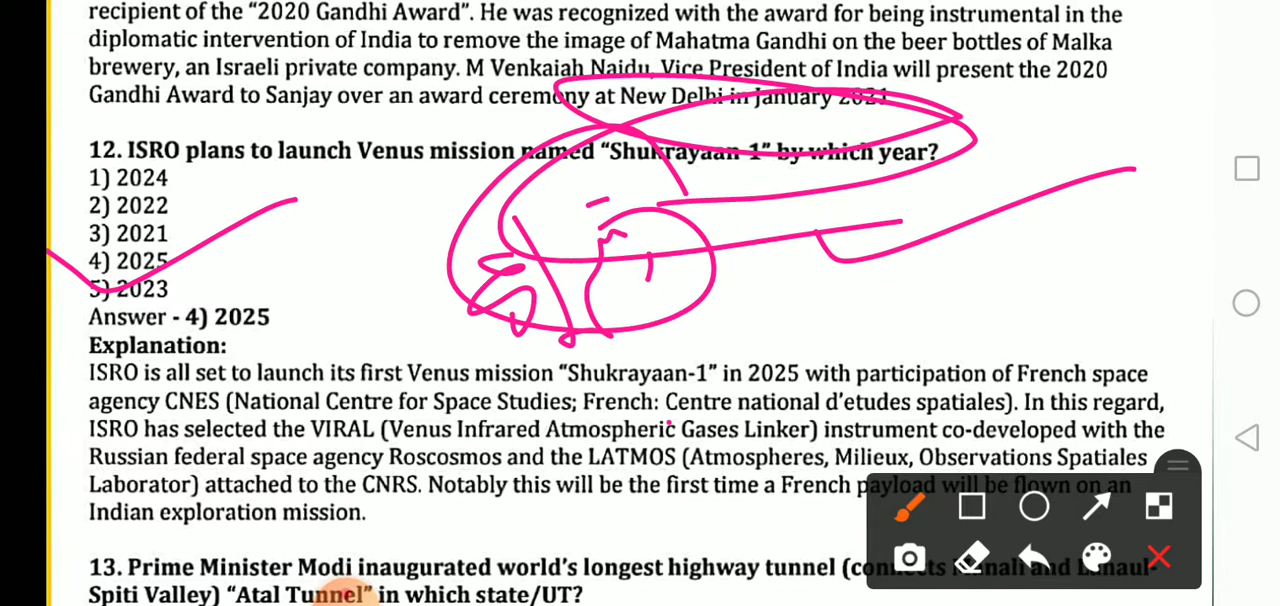 recipient of the “2020 Gandhi Award”. He was recognized with the award for being instrumental in the
diplomatic intervention of India to remove the image of Mahatma Gandhi on the beer bottles of Malka
brewery, an Israeli private company. M Venkaiah Naidu, Vice President of India will present the 2020
Gandhi Award to Sanjay over an award ceremony at New Delhi in January 2021
12. ISRO plans to launch Venus mission named “Shukrayaan-1” by which year?
1) 2024
2) 2022
3) 2021
4) 2025
5) 2023
Answer - 4) 2025
Explanation:
ISRO is all set to launch its first Venus mission “Shukrayaan-1” in 2025 with participation of French space
agency CNES (National Centre for Space Studies; French: Centre national d’etudes spatiales). In this regard,
ISRO has selected the VIRAL (Venus Infrared Atmospheric Gases Linker) instrument co-developed with the
Russian federal space agency Roscosmos and the LATMOS (Atmospheres, Milieux, Observations Spatiales
Laborator) attached to the CNRS. Notably this will be the first time a French payload will be flown on an
Indian exploration mission.
13. Prime Minister Modi inaugurated world’s longest highway tunnel (connects Manali and Lahaul-
Spiti Valley) “Atal Tunnel” in which state/UT?